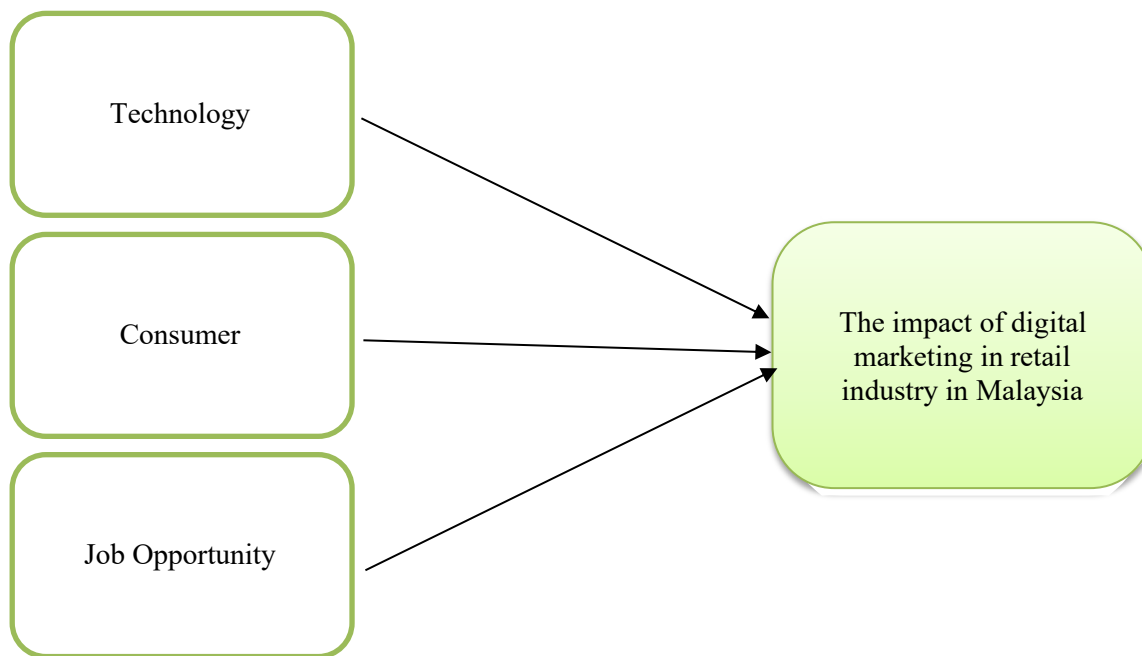 Technology
Consumer
Job Opportunity
The impact of digital
marketing in retail
industry in Malaysia